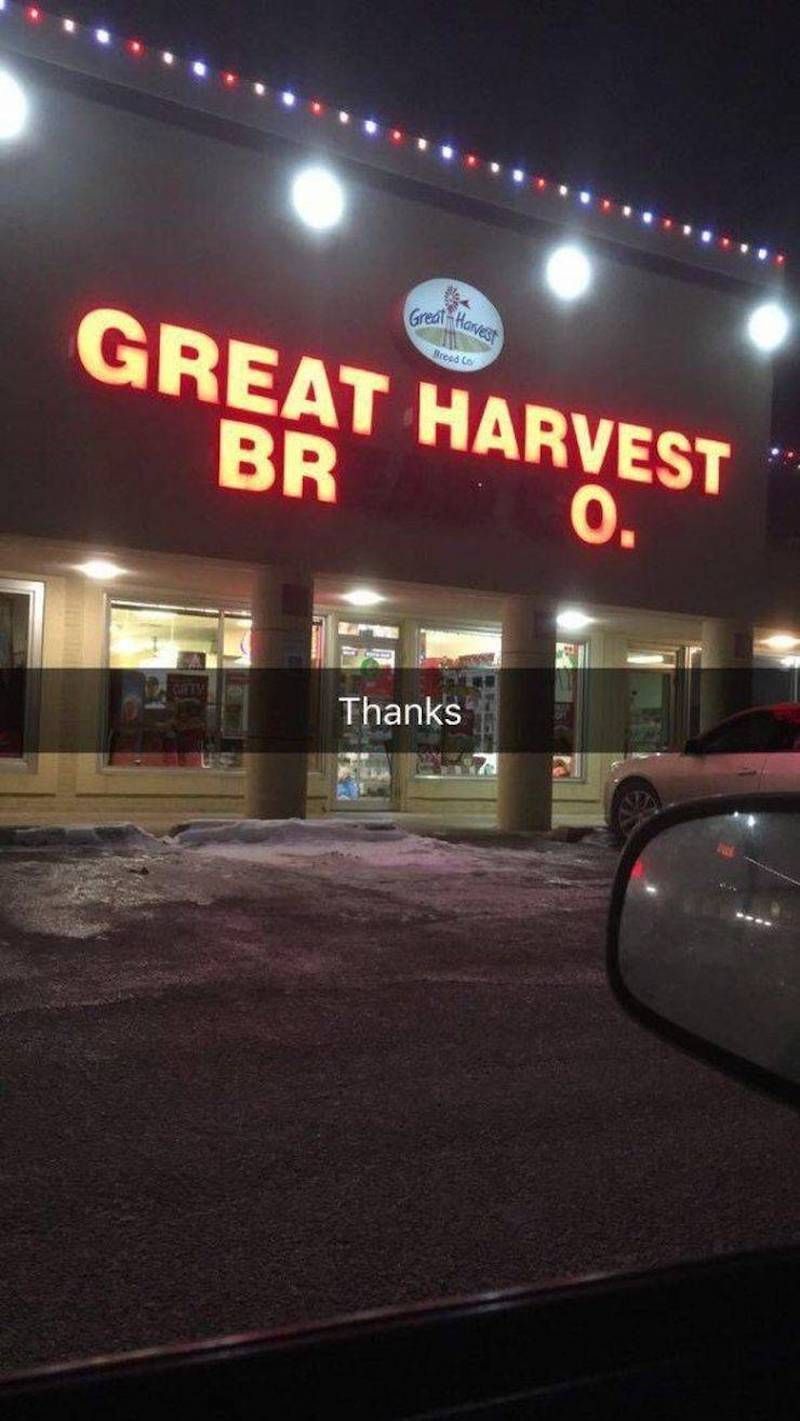 Great Harvest
Bread Co.
GREAT HARVEST
BR O.
Thanks